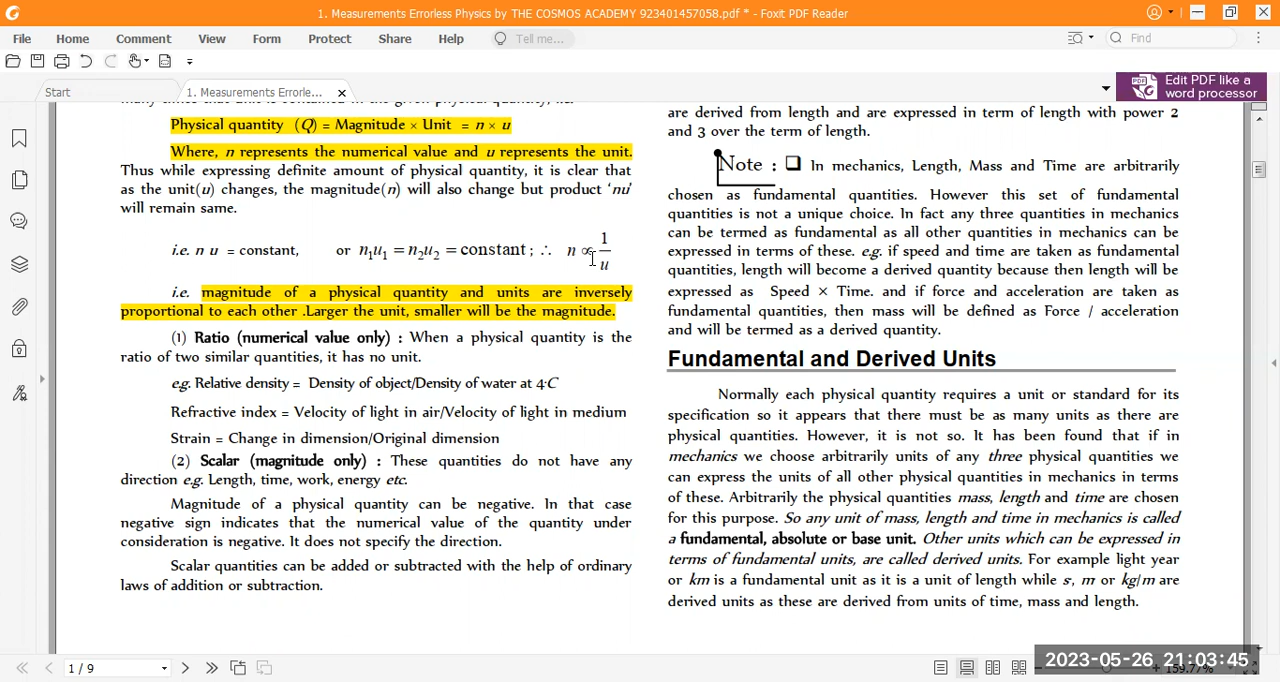 1. Measurements Errorless Physics by THE COSMOS ACADEMY 923401457058.pdf * - Foxit PDF Reader
File Home Comment View Form Protect Share Help Tell me... Find
Start 1. Measurements Errorle... Edit PDF like a
word processor
Physical quantity (Q) = Magnitude × Unit = n × u
Where, n represents the numerical value and u represents the unit.
Thus while expressing definite amount of physical quantity, it is clear that
as the unit(u) changes, the magnitude(n) will also change but product 'nu'
will remain same.
i.e. n u = constant, or n₁u₁ = n₂u₂ = constant; ∴ n ∝ 1/u
i.e. magnitude of a physical quantity and units are inversely
proportional to each other .Larger the unit, smaller will be the magnitude.
(1) Ratio (numerical value only) : When a physical quantity is the
ratio of two similar quantities, it has no unit.
e.g. Relative density = Density of object/Density of water at 4°C
Refractive index = Velocity of light in air/Velocity of light in medium
Strain = Change in dimension/Original dimension
(2) Scalar (magnitude only) : These quantities do not have any
direction e.g. Length, time, work, energy etc.
Magnitude of a physical quantity can be negative. In that case
negative sign indicates that the numerical value of the quantity under
consideration is negative. It does not specify the direction.
Scalar quantities can be added or subtracted with the help of ordinary
laws of addition or subtraction.
are derived from length and are expressed in term of length with power 2
and 3 over the term of length.
Note : ❑ In mechanics, Length, Mass and Time are arbitrarily
chosen as fundamental quantities. However this set of fundamental
quantities is not a unique choice. In fact any three quantities in mechanics
can be termed as fundamental as all other quantities in mechanics can be
expressed in terms of these. e.g. if speed and time are taken as fundamental
quantities, length will become a derived quantity because then length will be
expressed as Speed × Time. and if force and acceleration are taken as
fundamental quantities, then mass will be defined as Force / acceleration
and will be termed as a derived quantity.
Fundamental and Derived Units
Normally each physical quantity requires a unit or standard for its
specification so it appears that there must be as many units as there are
physical quantities. However, it is not so. It has been found that if in
mechanics we choose arbitrarily units of any three physical quantities we
can express the units of all other physical quantities in mechanics in terms
of these. Arbitrarily the physical quantities mass, length and time are chosen
for this purpose. So any unit of mass, length and time in mechanics is called
a fundamental, absolute or base unit. Other units which can be expressed in
terms of fundamental units, are called derived units. For example light year
or km is a fundamental unit as it is a unit of length while s, m or kg/m are
derived units as these are derived from units of time, mass and length.
1 / 9
2023-05-26 21:03:45